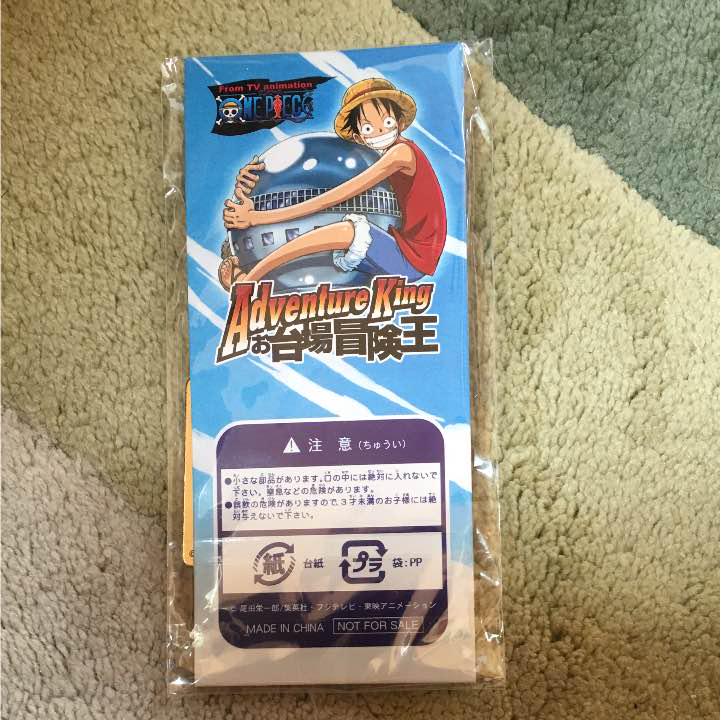 From TV animation
ONE PIECE
Adventure King
お台場冒険王
注 意 (ちゅうい)
●小さな部品があります。口の中には絶対に入れないで
下さい。窒息などの危険があります。
●誤飲の危険がありますので、3才未満のお子様には絶
対与えないで下さい。
紙 台紙 プラ 袋:PP
© 尾田栄一郎/集英社・フジテレビ・東映アニメーション
MADE IN CHINA NOT FOR SALE